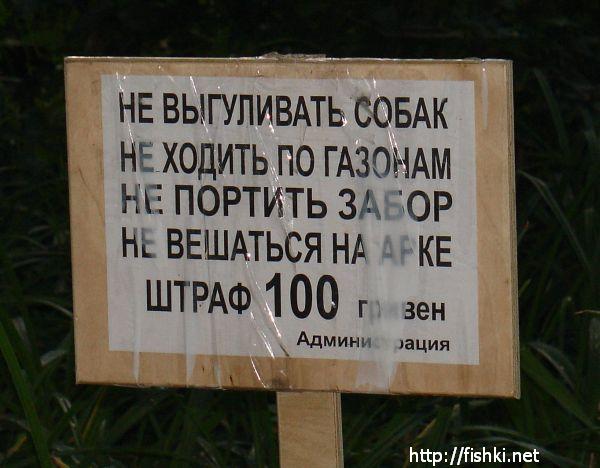 НЕ ВЫГУЛИВАТЬ СОБАК
НЕ ХОДИТЬ ПО ГАЗОНАМ
НЕ ПОРТИТЬ ЗАБОР
НЕ ВЕШАТЬСЯ НА АРКЕ
ШТРАФ 100 гривен
Администрация
http://fishki.net